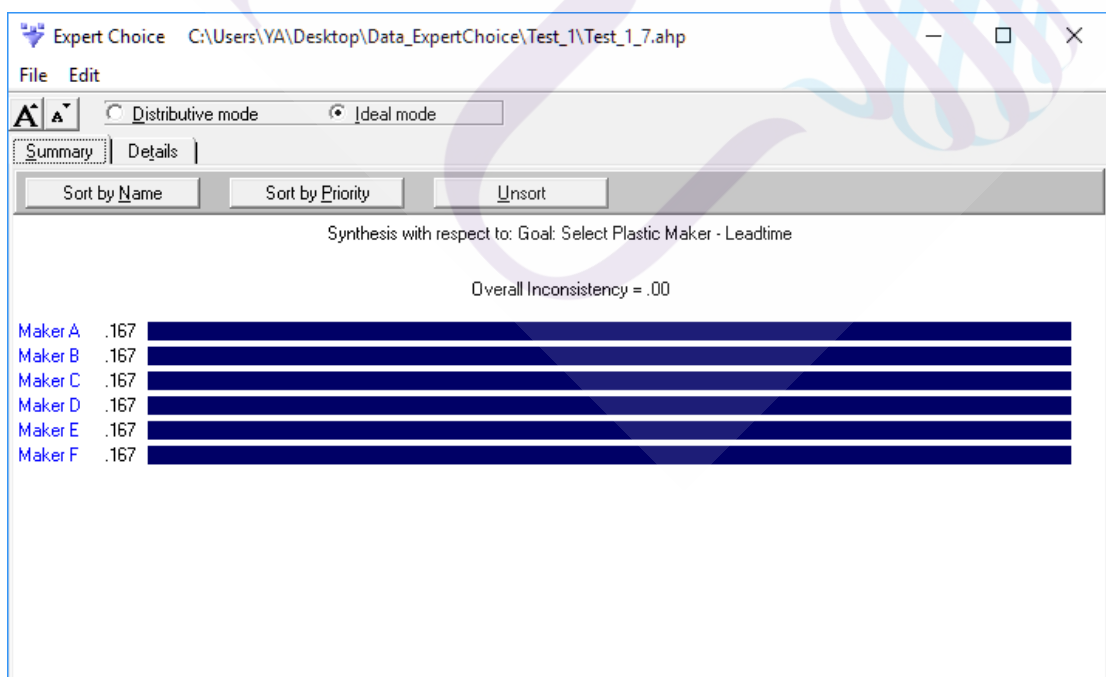 Expert Choice C:\Users\YA\Desktop\Data_ExpertChoice\Test_1\Test_1_7.ahp
File Edit
A A Distributive mode Ideal mode
Summary Details
Sort by Name Sort by Priority Unsort
Synthesis with respect to: Goal: Select Plastic Maker - Leadtime
Overall Inconsistency = .00
Maker A .167
Maker B .167
Maker C .167
Maker D .167
Maker E .167
Maker F .167